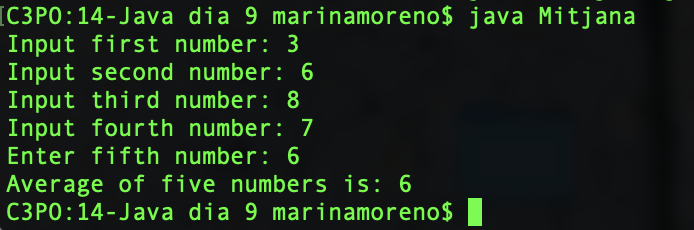 [C3PO:14-Java dia 9 marinamoreno$ java Mitjana
Input first number: 3
Input second number: 6
Input third number: 8
Input fourth number: 7
Enter fifth number: 6
Average of five numbers is: 6
C3PO:14-Java dia 9 marinamoreno$